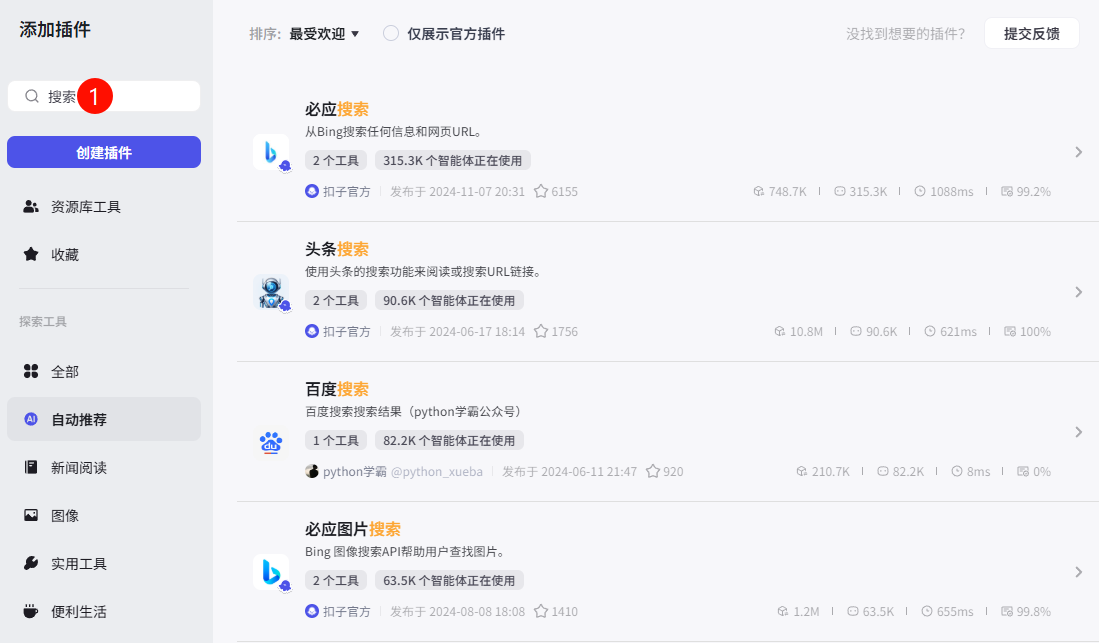 添加插件
搜索 1
创建插件
资源库工具
收藏
探索工具
全部
AI 自动推荐
新闻阅读
图像
实用工具
便利生活
排序: 最受欢迎 仅展示官方插件 没找到想要的插件? 提交反馈
必应搜索
从Bing搜索任何信息和网页URL。
2 个工具 315.3K 个智能体正在使用
扣子官方 发布于 2024-11-07 20:31 6155 748.7K 315.3K 1088ms 99.2%
头条搜索
使用头条的搜索功能来阅读或搜索URL链接。
2 个工具 90.6K 个智能体正在使用
扣子官方 发布于 2024-06-17 18:14 1756 10.8M 90.6K 621ms 100%
百度搜索
百度搜索搜索结果（python学霸公众号）
du
1 个工具 82.2K 个智能体正在使用
python学霸 @python_xueba 发布于 2024-06-11 21:47 920 210.7K 82.2K 8ms 0%
必应图片搜索
Bing 图像搜索API帮助用户查找图片。
2 个工具 63.5K 个智能体正在使用
扣子官方 发布于 2024-08-08 18:08 1410 1.2M 63.5K 655ms 99.8%